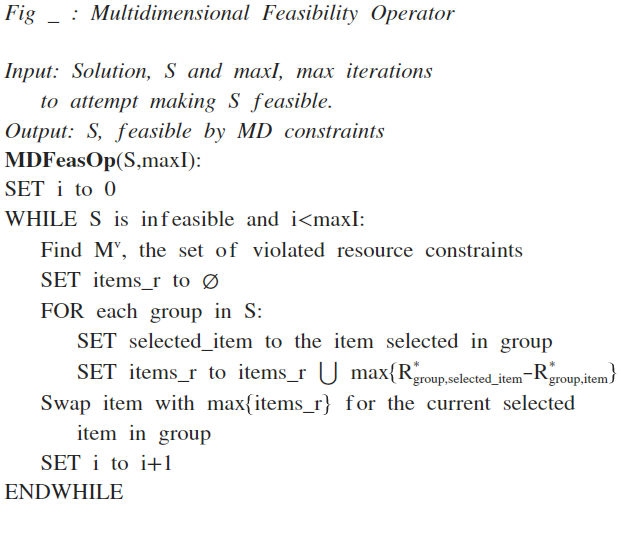 Fig _ : Multidimensional Feasibility Operator
Input: Solution, S and maxI, max iterations
to attempt making S feasible.
Output: S, feasible by MD constraints
MDFeasOp(S,maxI):
SET i to 0
WHILE S is infeasible and i<maxI:
Find Mᵛ, the set of violated resource constraints
SET items_r to ∅
FOR each group in S:
SET selected_item to the item selected in group
SET items_r to items_r ⋃ max{R*group,selected_item−R*group,item}
Swap item with max{items_r} for the current selected
item in group
SET i to i+1
ENDWHILE